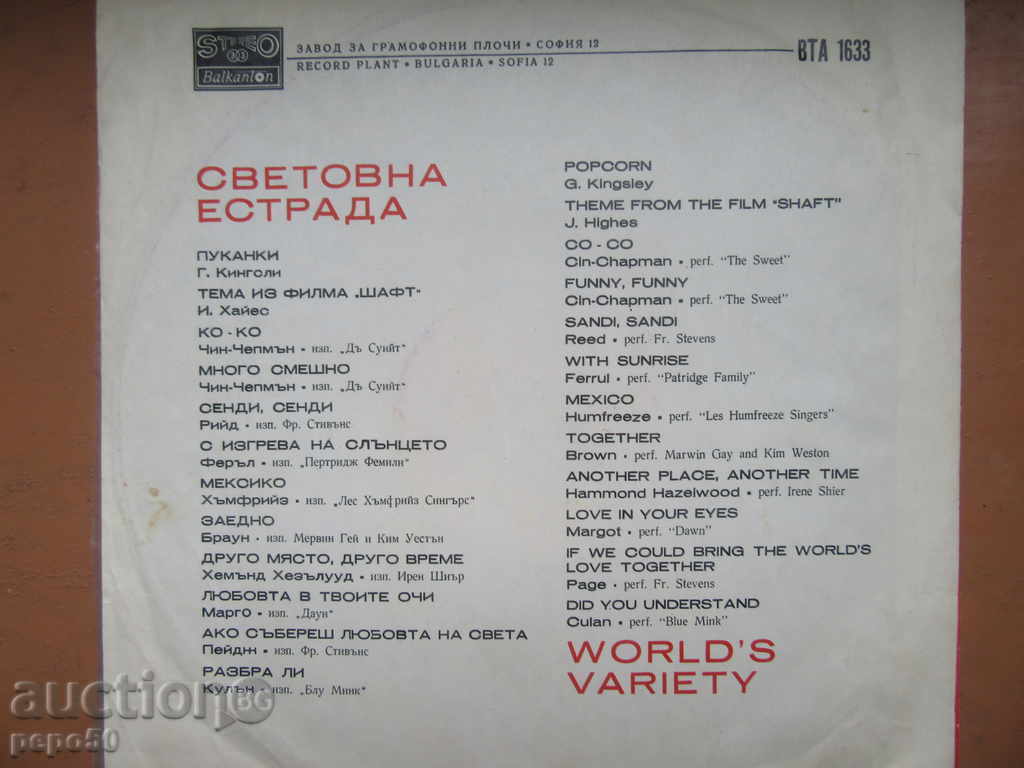 STEREO
Balkanton
ЗАВОД ЗА ГРАМОФОННИ ПЛОЧИ • СОФИЯ 12
RECORD PLANT • BULGARIA • SOFIA 12
ВТА 1633
СВЕТОВНА
ЕСТРАДА
ПУКАНКИ
Г. Кингсли
ТЕМА ИЗ ФИЛМА „ШАФТ“
И. Хайес
КО - КО
Чин-Чепмън • изп. „Дъ Суийт“
МНОГО СМЕШНО
Чин-Чепмън • изп. „Дъ Суийт“
СЕНДИ, СЕНДИ
Рийд • изп. Фр. Стивънс
С ИЗГРЕВА НА СЛЪНЦЕТО
Феръл • изп. „Пертридж Фемили“
МЕКСИКО
Хъмфрийз • изп. „Лес Хъмфрийз Сингърс“
ЗАЕДНО
Браун • изп. Мервин Гей и Ким Уестън
ДРУГО МЯСТО, ДРУГО ВРЕМЕ
Хемънд Хезълууд • изп. Ирен Шиър
ЛЮБОВТА В ТВОИТЕ ОЧИ
Марго • изп. „Даун“
АКО СЪБЕРЕШ ЛЮБОВТА НА СВЕТА
Пейдж • изп. Фр. Стивънс
РАЗБРА ЛИ
Кулън • изп. „Блу Минк“
POPCORN
G. Kingsley
THEME FROM THE FILM "SHAFT"
J. Highes
CO - CO
Cin-Chapman • perf. "The Sweet"
FUNNY, FUNNY
Cin-Chapman • perf. "The Sweet"
SANDI, SANDI
Reed • perf. Fr. Stevens
WITH SUNRISE
Ferrul • perf. "Patridge Family"
MEXICO
Humfreeze • perf. "Les Humfreeze Singers"
TOGETHER
Brown • perf. Marwin Gay and Kim Weston
ANOTHER PLACE, ANOTHER TIME
Hammond Hazelwood • perf. Irene Shier
LOVE IN YOUR EYES
Margot • perf. "Dawn"
IF WE COULD BRING THE WORLD'S
LOVE TOGETHER
Page • perf. Fr. Stevens
DID YOU UNDERSTAND
Culan • perf. "Blue Mink"
WORLD'S
VARIETY
auction BG
pepo50